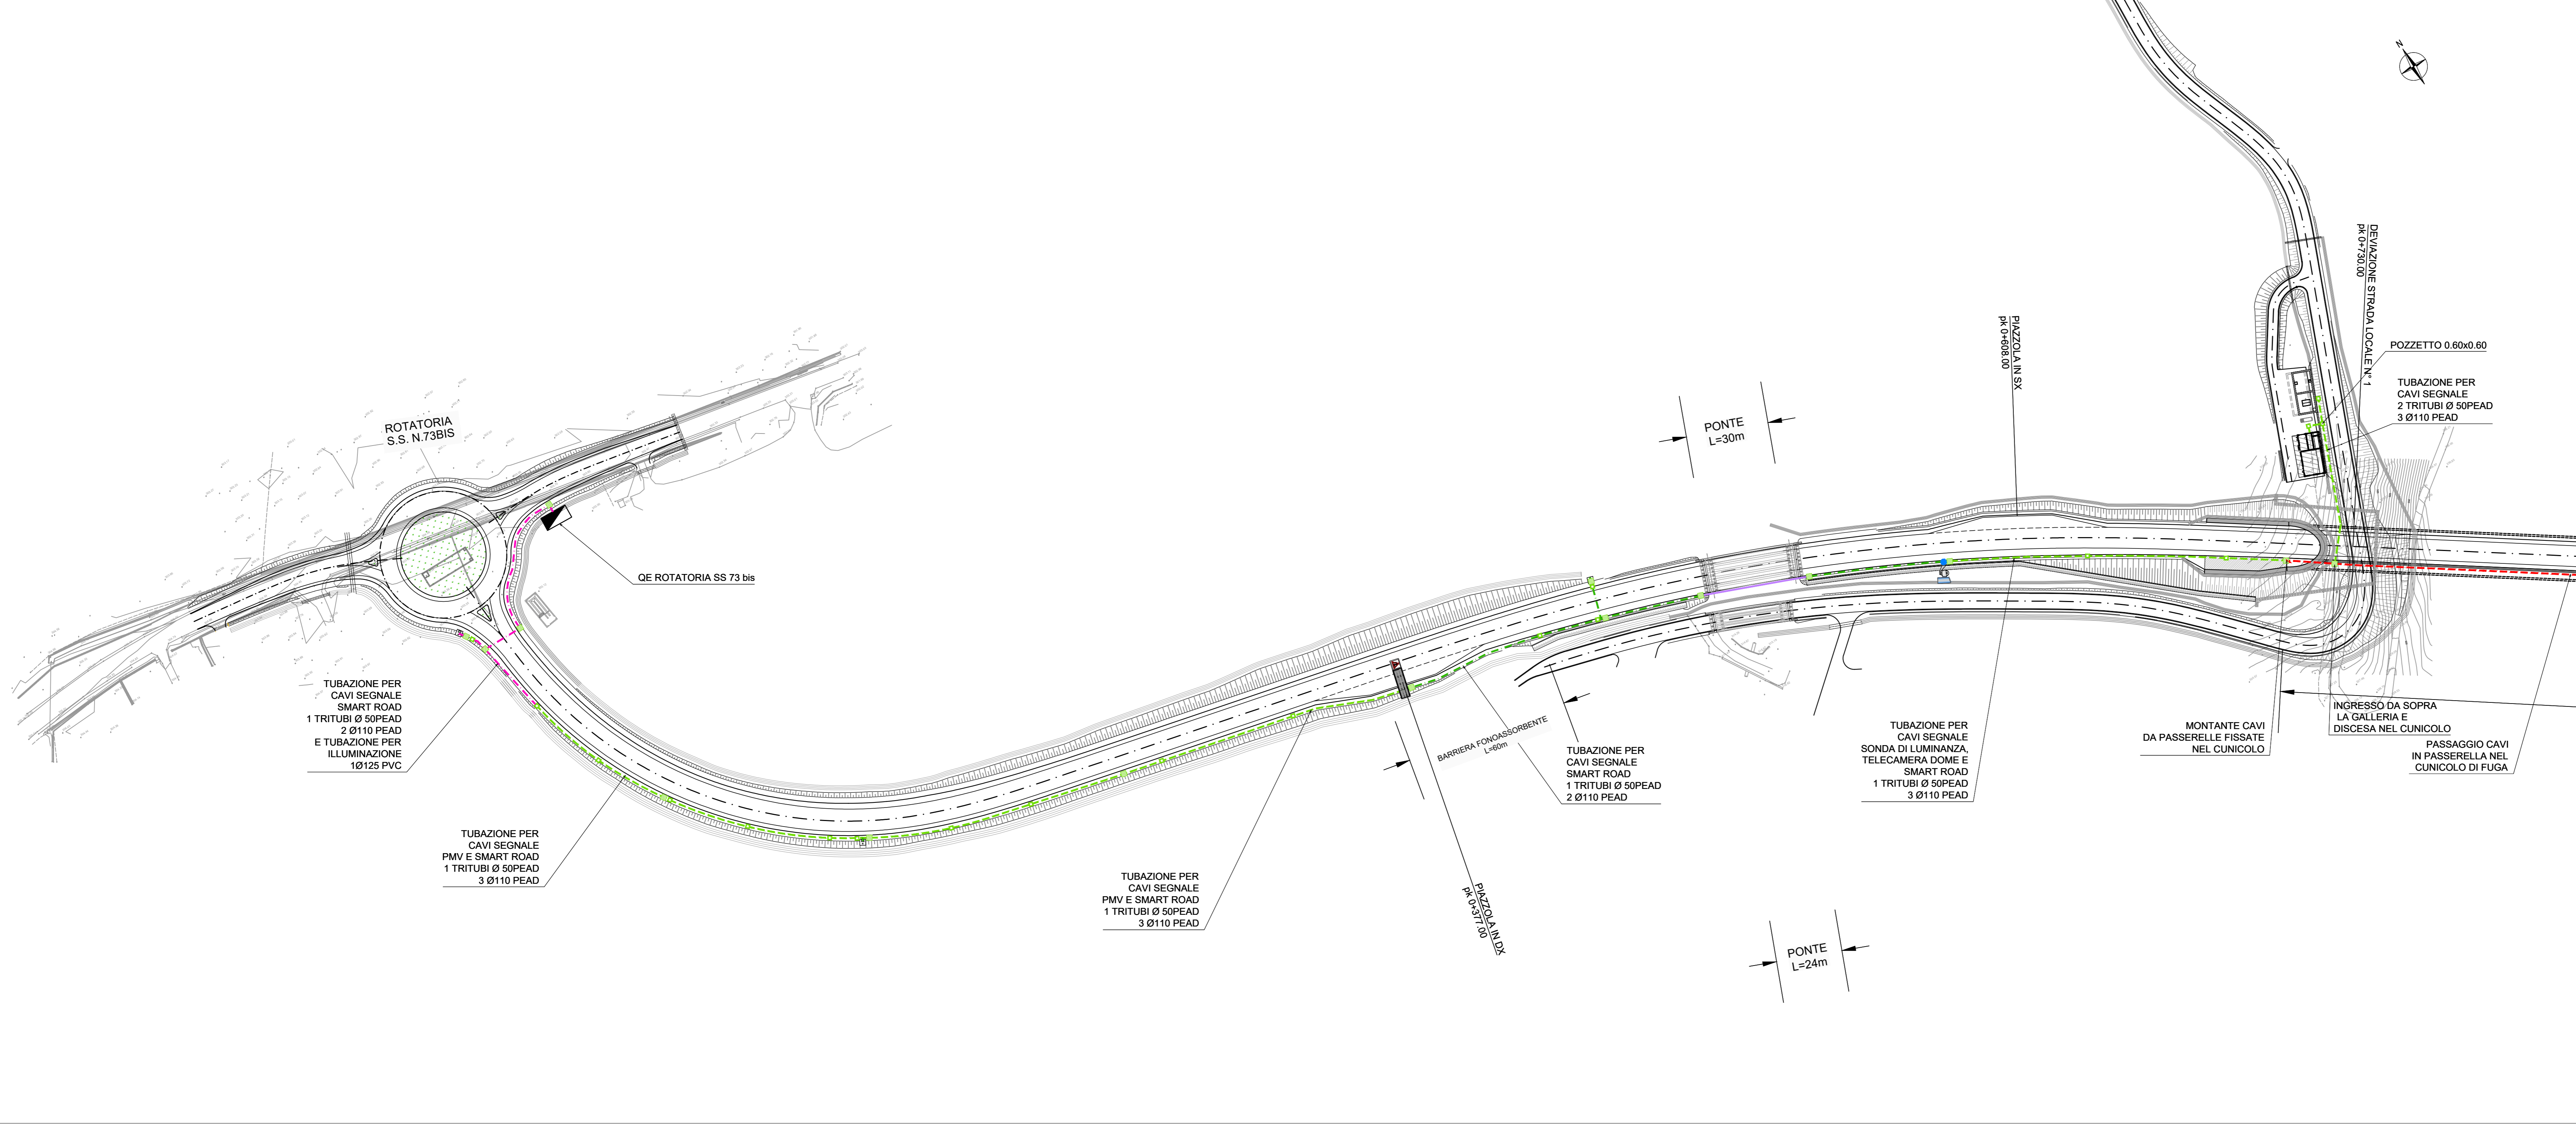 N
ROTATORIA
S.S. N.73BIS
QE ROTATORIA SS 73 bis
TUBAZIONE PER
CAVI SEGNALE
SMART ROAD
1 TRITUBI Ø 50PEAD
2 Ø110 PEAD
E TUBAZIONE PER
ILLUMINAZIONE
1Ø125 PVC
TUBAZIONE PER
CAVI SEGNALE
PMV E SMART ROAD
1 TRITUBI Ø 50PEAD
3 Ø110 PEAD
TUBAZIONE PER
CAVI SEGNALE
PMV E SMART ROAD
1 TRITUBI Ø 50PEAD
3 Ø110 PEAD
PIAZZOLA IN DX
pk 0+377.00
BARRIERA FONOASSORBENTE
L=60m
TUBAZIONE PER
CAVI SEGNALE
SMART ROAD
1 TRITUBI Ø 50PEAD
2 Ø110 PEAD
PONTE
L=30m
PONTE
L=24m
PIAZZOLA IN SX
pk 0+608.00
TUBAZIONE PER
CAVI SEGNALE
SONDA DI LUMINANZA,
TELECAMERA DOME E
SMART ROAD
1 TRITUBI Ø 50PEAD
3 Ø110 PEAD
DEVIAZIONE STRADA LOCALE N° 1
pk 0+730.00
POZZETTO 0.60x0.60
TUBAZIONE PER
CAVI SEGNALE
2 TRITUBI Ø 50PEAD
3 Ø110 PEAD
MONTANTE CAVI
DA PASSERELLE FISSATE
NEL CUNICOLO
INGRESSO DA SOPRA
LA GALLERIA E
DISCESA NEL CUNICOLO
PASSAGGIO CAVI
IN PASSERELLA NEL
CUNICOLO DI FUGA